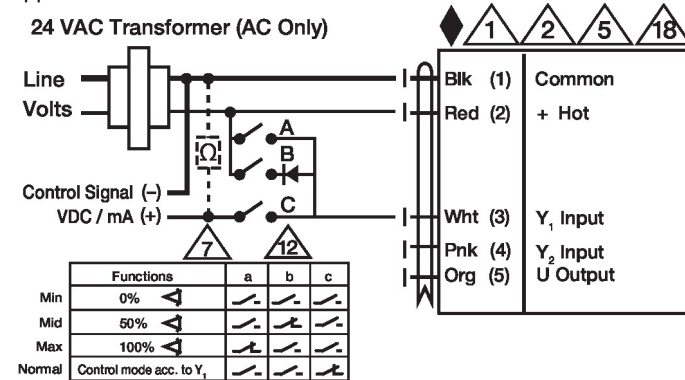 24 VAC Transformer (AC Only)
1 2 5 18
Line
Volts
Blk (1) Common
Red (2) + Hot
A
B
C
Ω
Control Signal (–)
VDC / mA (+)
Wht (3) Y1 Input
Pnk (4) Y2 Input
Org (5) U Output
7 12
Functions a b c
Min 0%
Mid 50%
Max 100%
Normal Control mode acc. to Y1